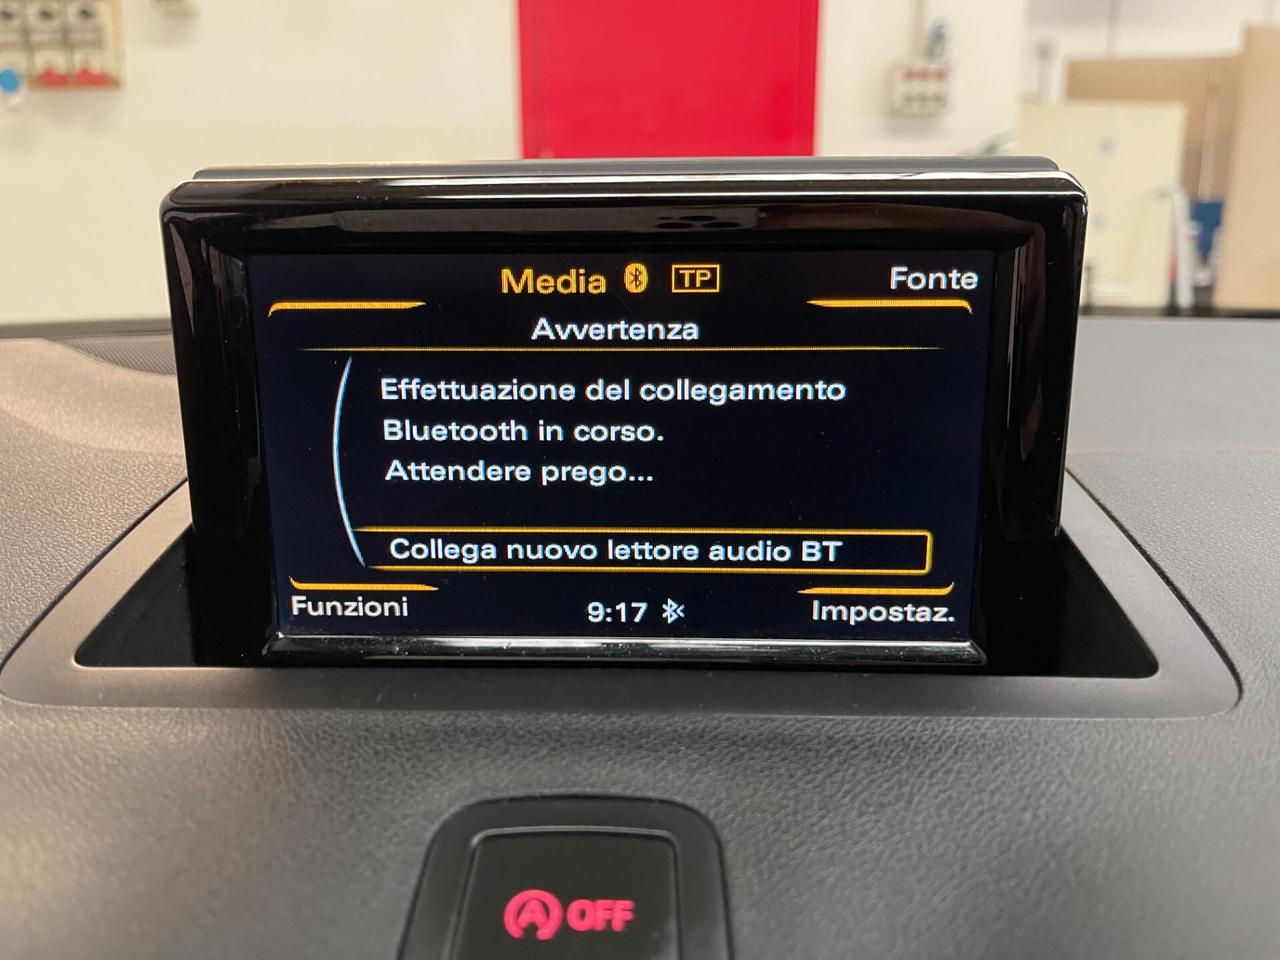 Media TP Fonte
Avvertenza
Effettuazione del collegamento
Bluetooth in corso.
Attendere prego...
Collega nuovo lettore audio BT
Funzioni 9:17 Impostaz.
A OFF